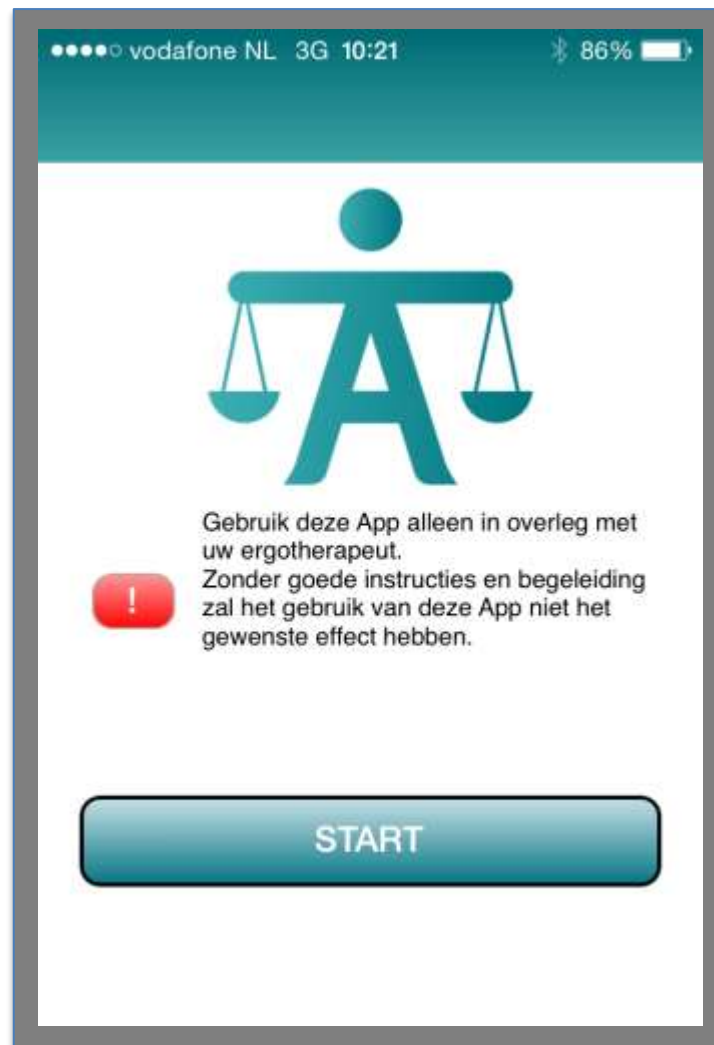 vodafone NL 3G 10:21 86%
A
Gebruik deze App alleen in overleg met
uw ergotherapeut.
Zonder goede instructies en begeleiding
! zal het gebruik van deze App niet het
gewenste effect hebben.
START